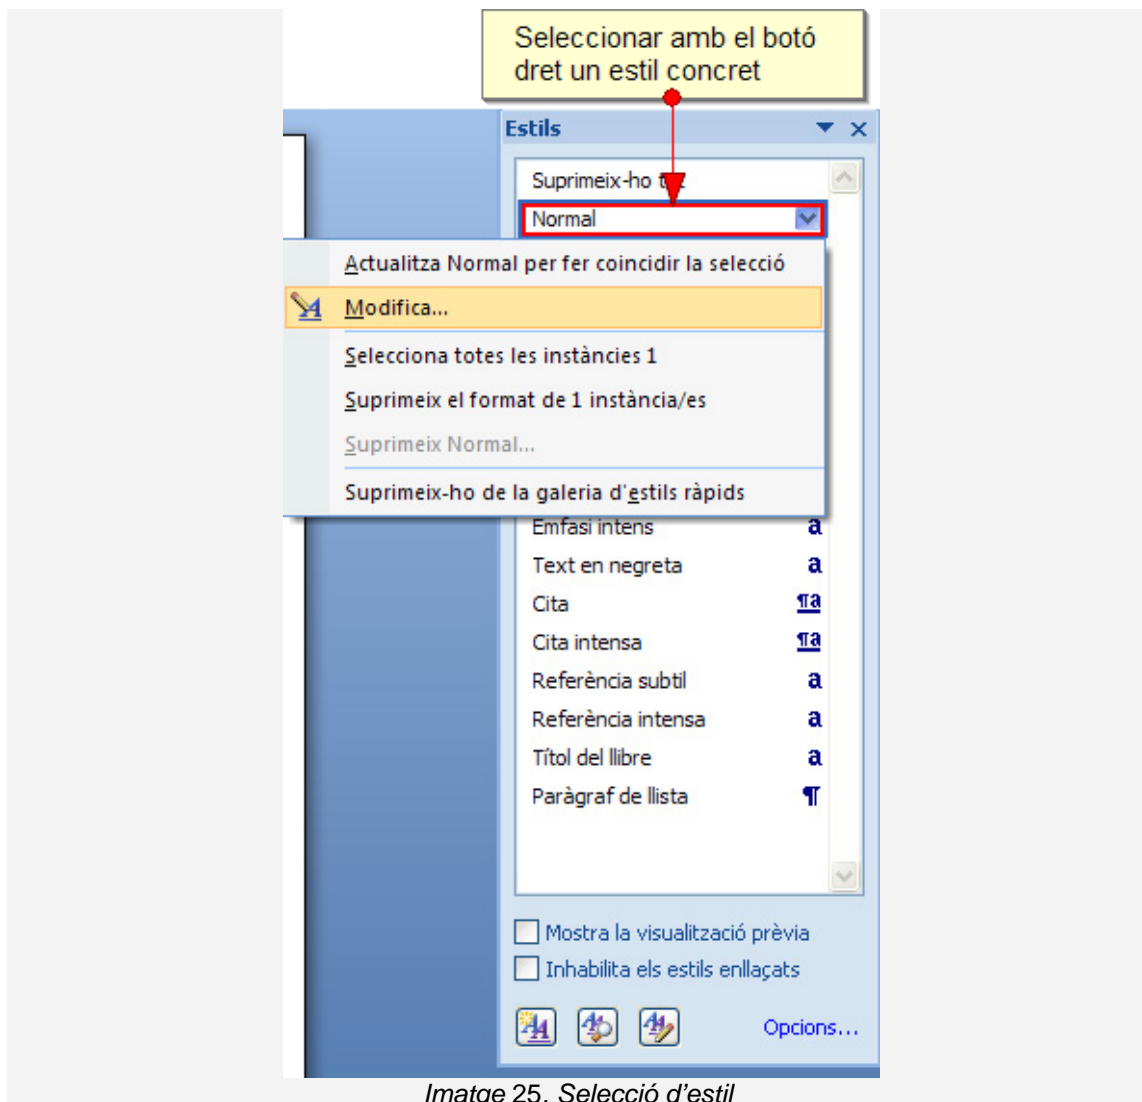 Seleccionar amb el botó
dret un estil concret
Estils
Suprimeix-ho tot
Normal
Actualitza Normal per fer coincidir la selecció
Modifica...
Selecciona totes les instàncies 1
Suprimeix el format de 1 instància/es
Suprimeix Normal...
Suprimeix-ho de la galeria d'estils ràpids
Èmfasi intens a
Text en negreta a
Cita ¶a
Cita intensa ¶a
Referència subtil a
Referència intensa a
Títol del llibre a
Paràgraf de llista ¶
Mostra la visualització prèvia
Inhabilita els estils enllaçats
Opcions...
Imatge 25. Selecció d'estil